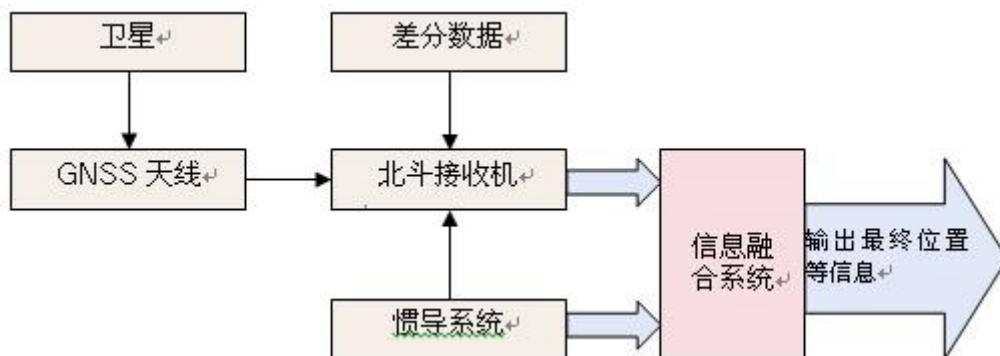 卫星
差分数据
GNSS 天线
北斗接收机
信息融
合系统
输出最终位置
等信息
惯导系统